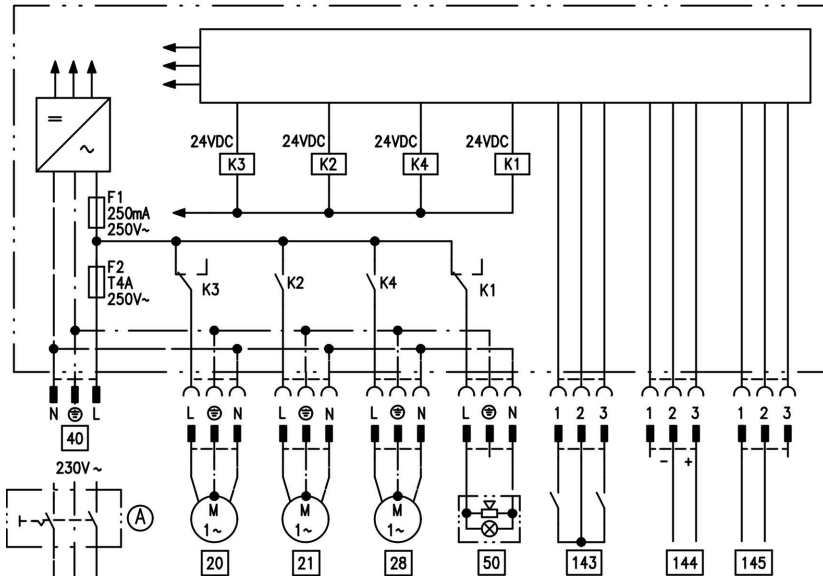 24VDC 24VDC 24VDC 24VDC
K3 K2 K4 K1
= ~
F1
250mA
250V~
F2
T4A
250V~
K3 K2 K4 K1
N L L N L N L N L N 1 2 3 1 2 3 1 2 3
40
- +
230V~
A
M M M
1~ 1~ 1~
20 21 28 50 143 144 145